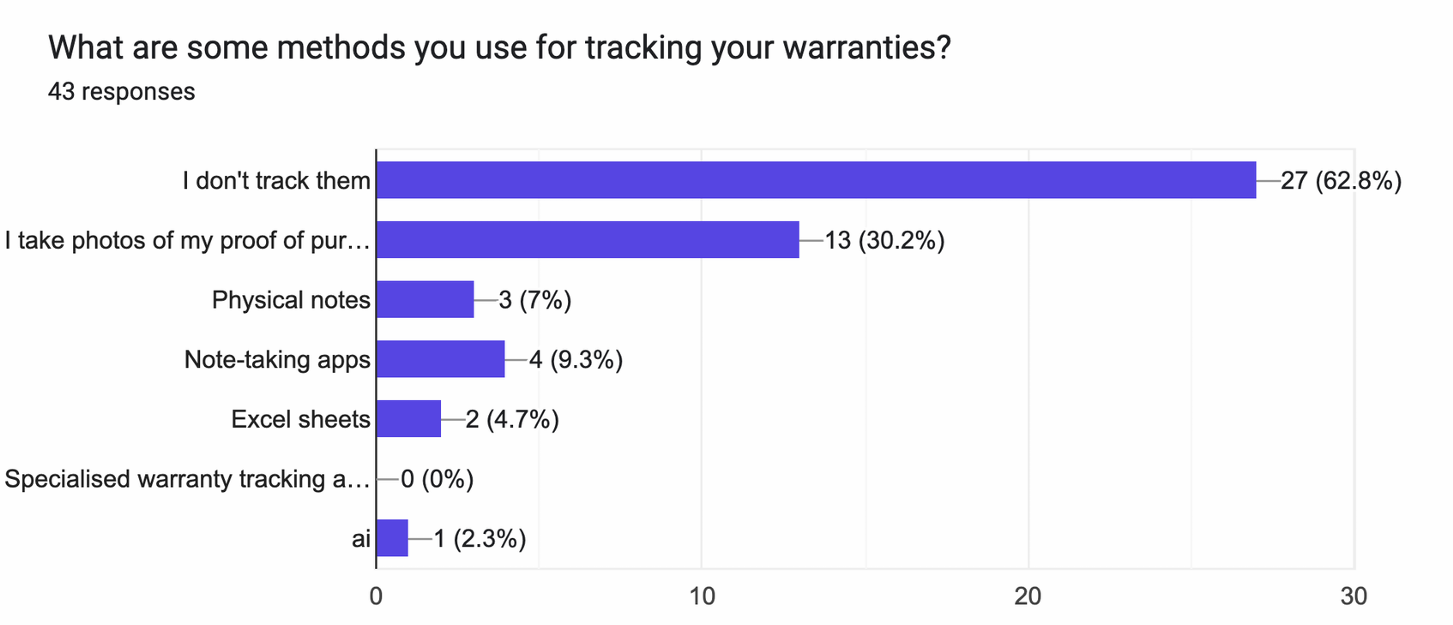 What are some methods you use for tracking your warranties?
43 responses
I don't track them 27 (62.8%)
I take photos of my proof of pur… 13 (30.2%)
Physical notes 3 (7%)
Note-taking apps 4 (9.3%)
Excel sheets 2 (4.7%)
Specialised warranty tracking a… 0 (0%)
ai 1 (2.3%)
0 10 20 30